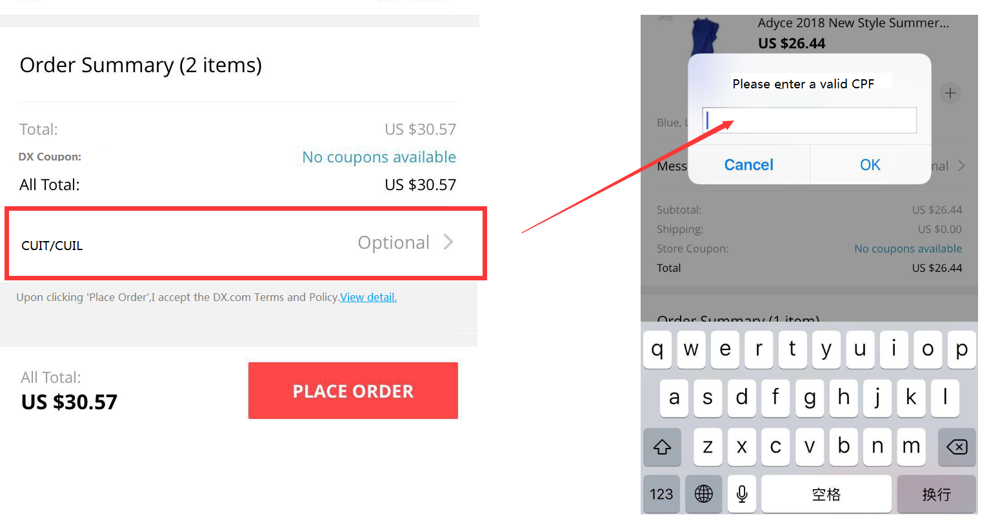 Order Summary (2 items)
Total: US $30.57
DX Coupon: No coupons available
All Total: US $30.57
CUIT/CUIL Optional
Upon clicking 'Place Order',I accept the DX.com Terms and Policy.View detail.
All Total:
US $30.57
PLACE ORDER
Adyce 2018 New Style Summer...
US $26.44
Please enter a valid CPF
Blue, L
Cancel OK
Mess nal
Subtotal: US $26.44
Shipping: US $0.00
Store Coupon: No coupons available
Total US $26.44
Order Summary (1 item)
q w e r t y u i o p
a s d f g h j k l
z x c v b n m
123 空格 换行